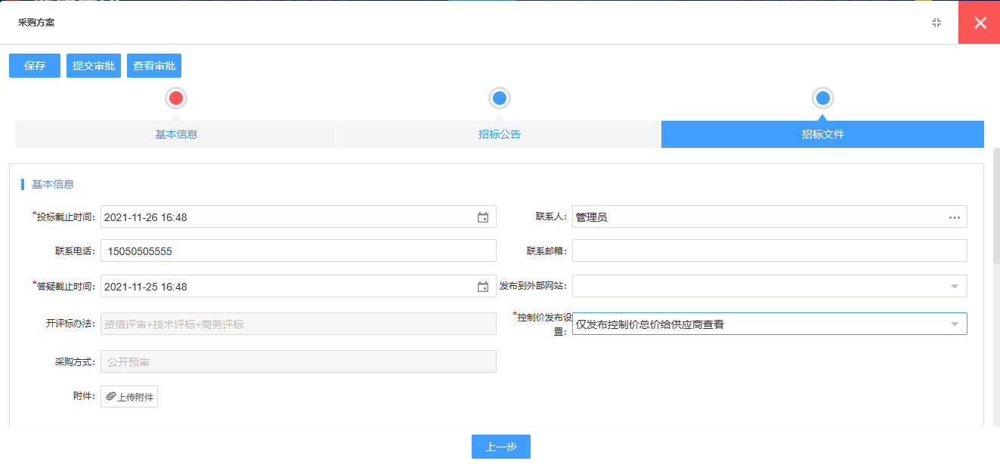 采购方案
保存 提交审批 查看审批
基本信息 招标公告 招标文件
基本信息
*投标截止时间: 2021-11-26 16:48 联系人: 管理员
联系电话: 15050505555 联系邮箱:
*答疑截止时间: 2021-11-25 16:48 发布到外部网站:
开评标办法: 资信评审+技术评标+商务评标 *控制价发布设置: 仅发布控制价总价给供应商查看
采购方式: 公开预审
附件: 上传附件
上一步